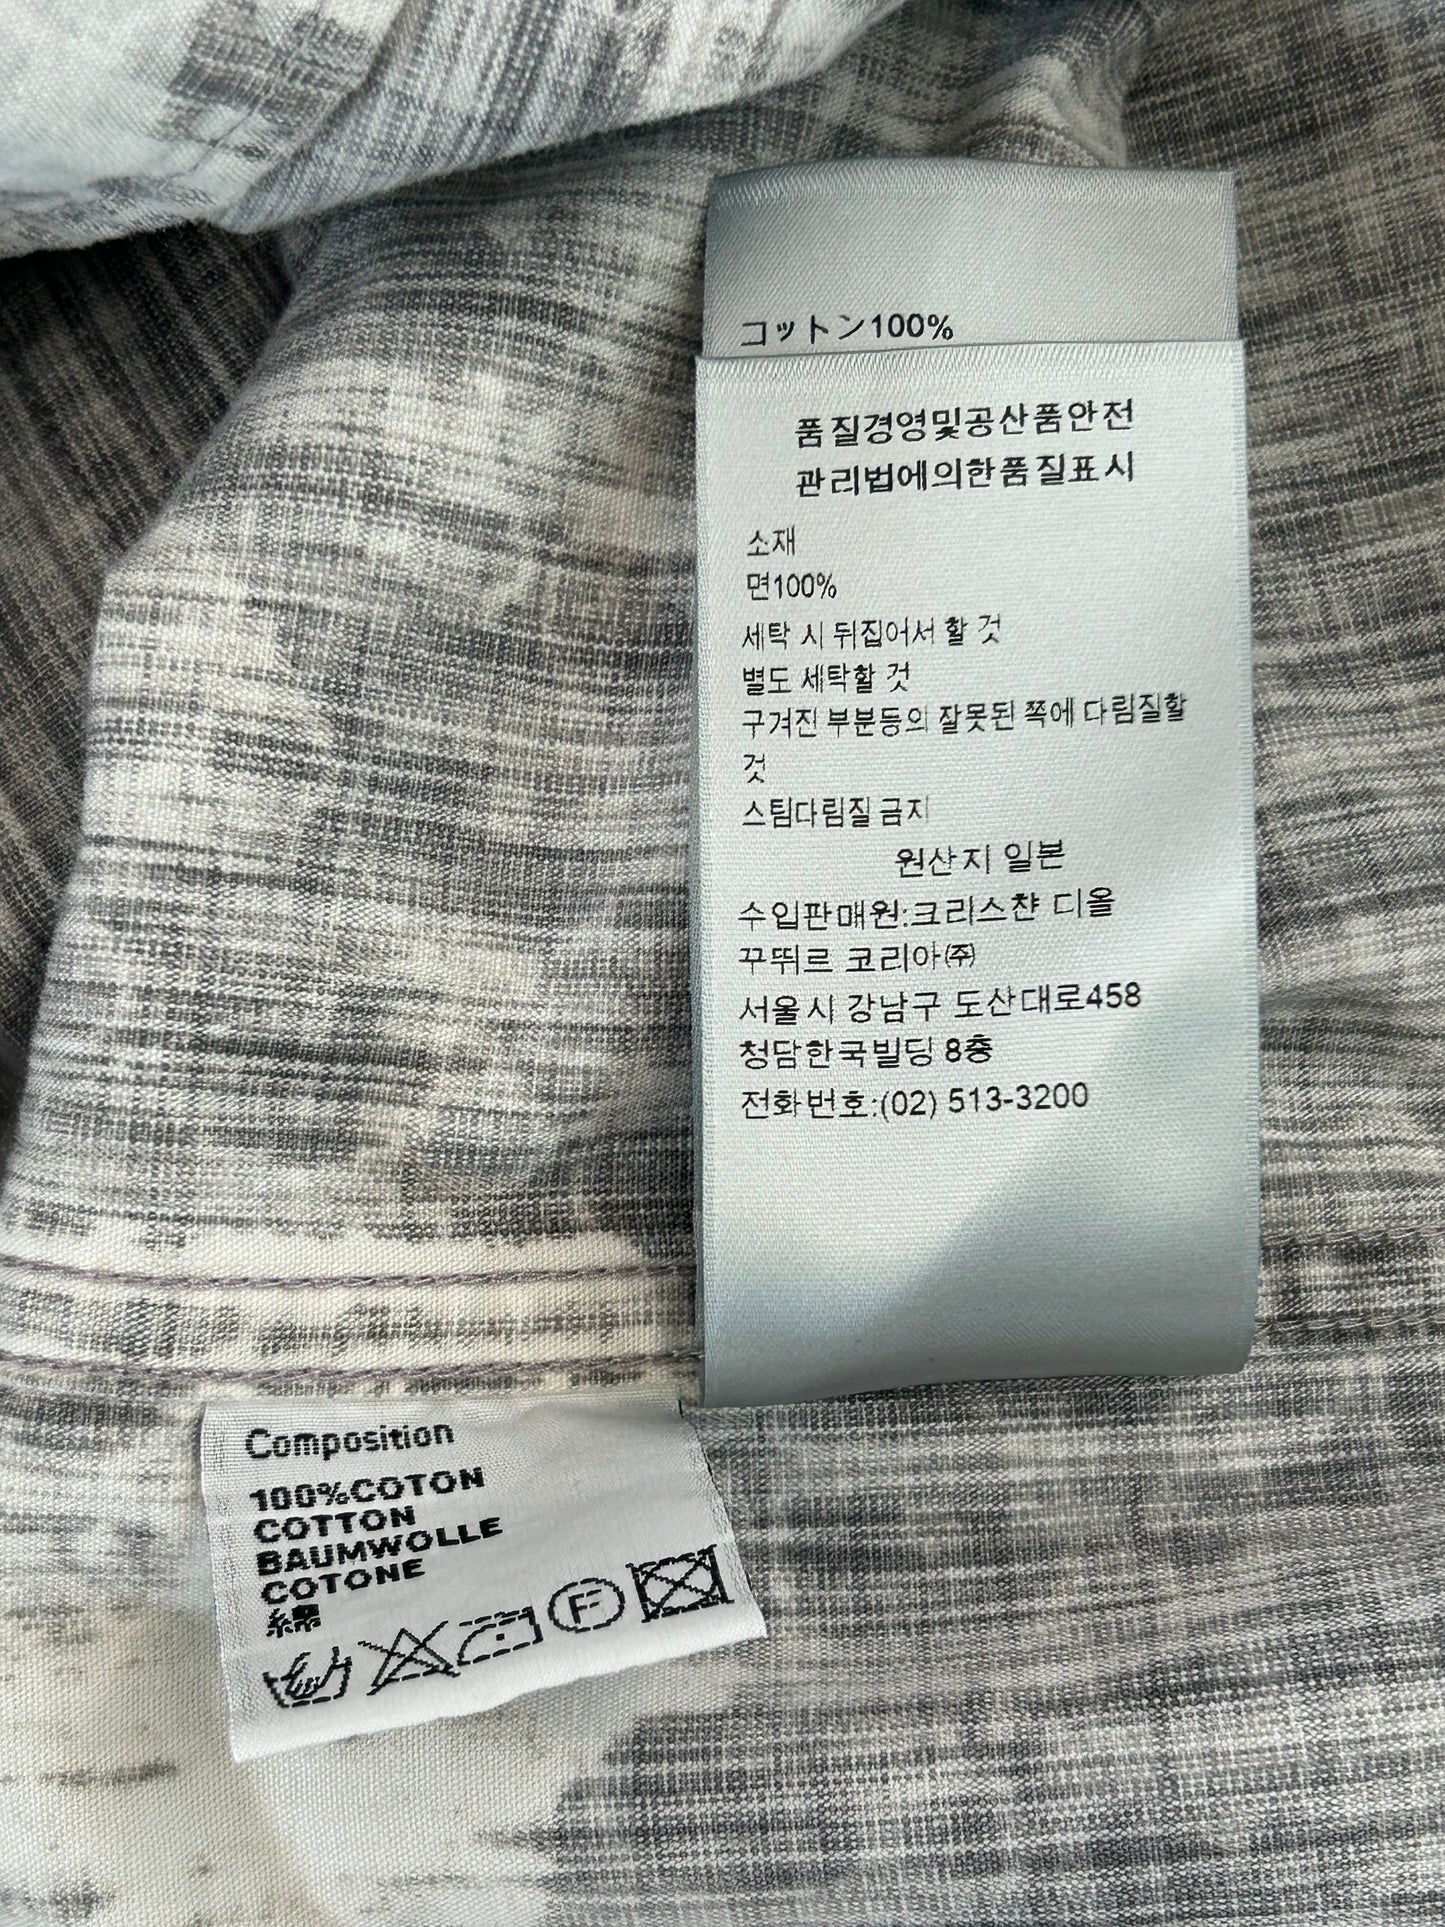 コットン100%
품질경영및공산품안전
관리법에의한품질표시
소재
면100%
세탁 시 뒤집어서 할 것
별도 세탁할 것
구겨진 부분등의 잘못된 쪽에 다림질할
것
스팀다림질 금지
원산지 일본
수입판매원:크리스챤 디올
꾸뛰르 코리아㈜
서울시 강남구 도산대로458
청담한국빌딩 8층
전화번호:(02) 513-3200
Composition
100%COTON
COTTON
BAUMWOLLE
COTONE
綿
F